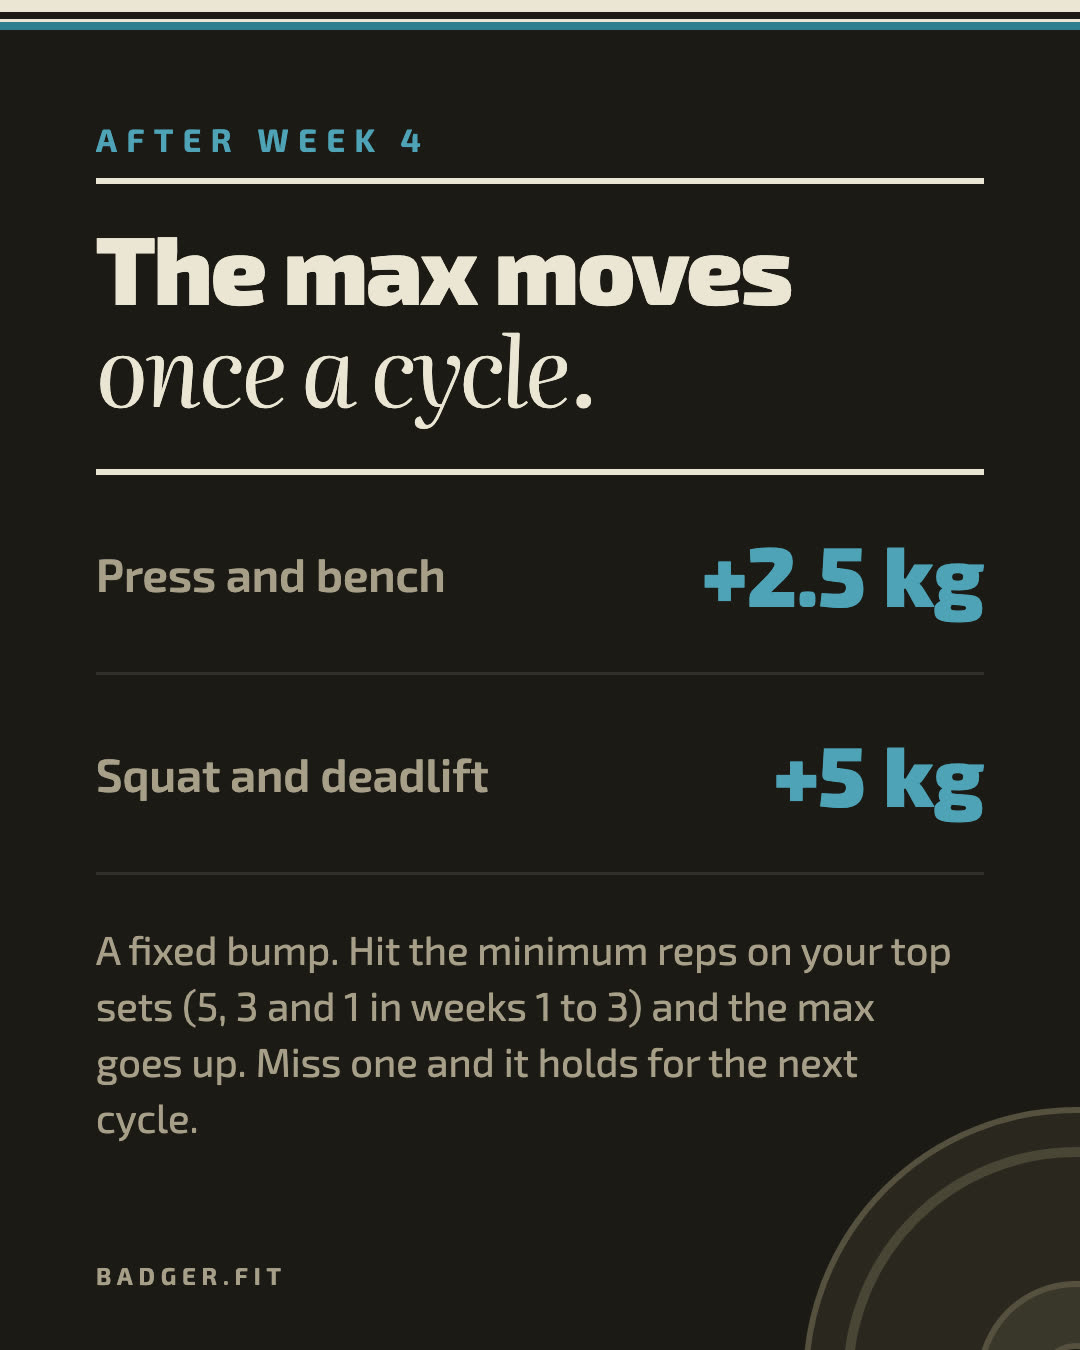 AFTER WEEK 4
The max moves
once a cycle.
Press and bench +2.5 kg
Squat and deadlift +5 kg
A fixed bump. Hit the minimum reps on your top
sets (5, 3 and 1 in weeks 1 to 3) and the max
goes up. Miss one and it holds for the next
cycle.
BADGER.FIT